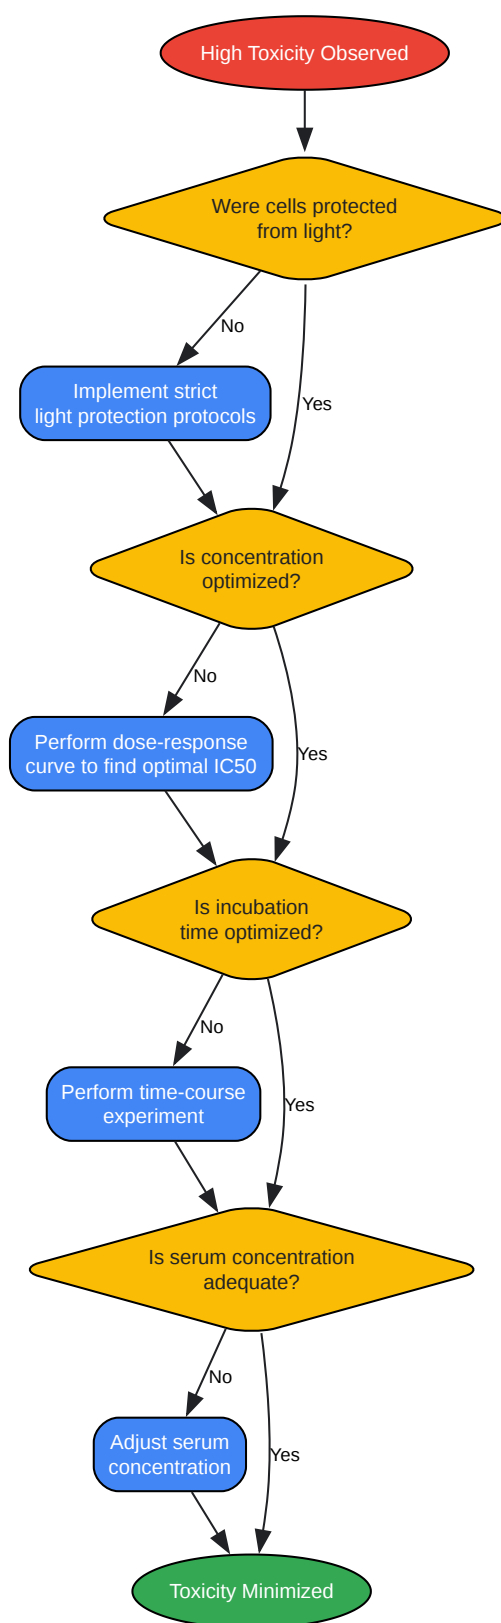 High Toxicity Observed
Were cells protected
from light?
No
Implement strict
light protection protocols
Yes
Is concentration
optimized?
No
Perform dose-response
curve to find optimal IC50
Yes
Is incubation
time optimized?
No
Perform time-course
experiment
Yes
Is serum concentration
adequate?
No
Adjust serum
concentration
Yes
Toxicity Minimized